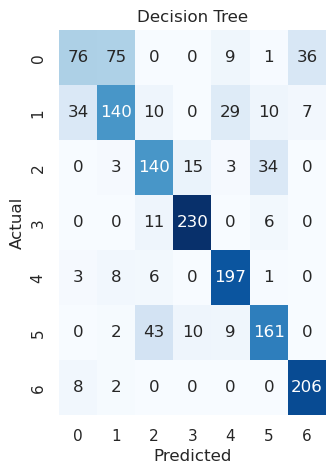 Decision Tree
0 76 75 0 0 9 1 36
1 34 140 10 0 29 10 7
2 0 3 140 15 3 34 0
3 0 0 11 230 0 6 0
4 3 8 6 0 197 1 0
5 0 2 43 10 9 161 0
6 8 2 0 0 0 0 206
Actual
0 1 2 3 4 5 6
Predicted